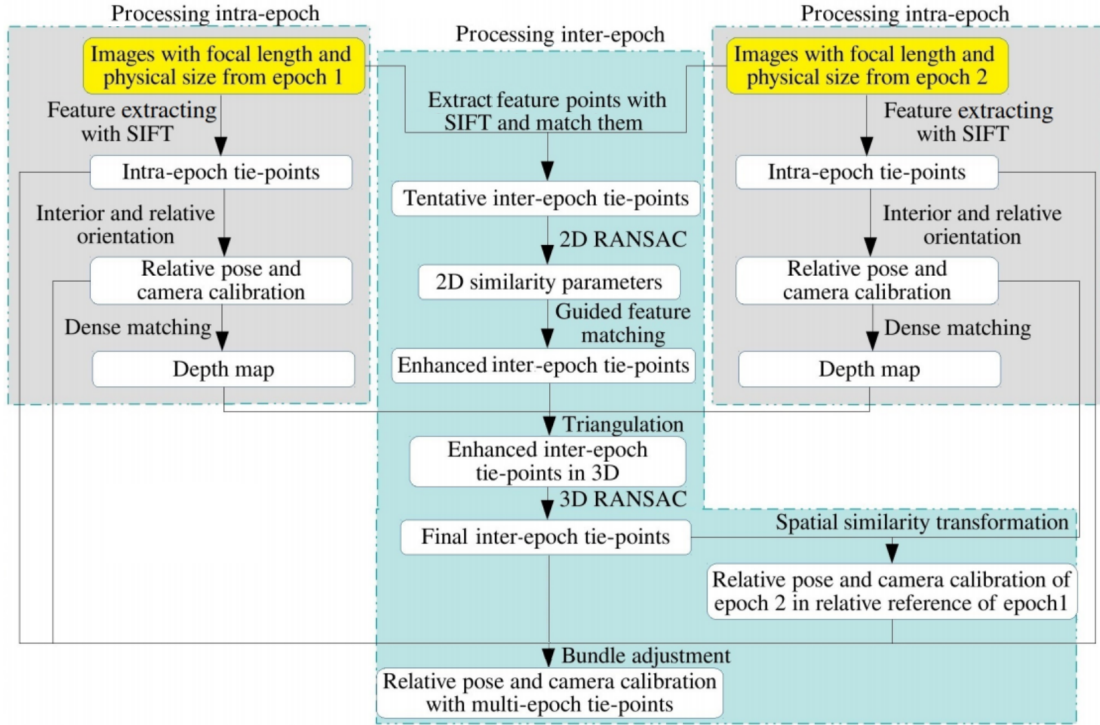 Processing intra-epoch
Images with focal length and
physical size from epoch 1
Feature extracting
with SIFT
Intra-epoch tie-points
Interior and relative
orientation
Relative pose and
camera calibration
Dense matching
Depth map
Processing inter-epoch
Extract feature points with
SIFT and match them
Tentative inter-epoch tie-points
2D RANSAC
2D similarity parameters
Guided feature
matching
Enhanced inter-epoch tie-points
Triangulation
Enhanced inter-epoch
tie-points in 3D
3D RANSAC
Final inter-epoch tie-points
Bundle adjustment
Relative pose and camera calibration
with multi-epoch tie-points
Processing intra-epoch
Images with focal length and
physical size from epoch 2
Feature extracting
with SIFT
Intra-epoch tie-points
Interior and relative
orientation
Relative pose and
camera calibration
Dense matching
Depth map
Spatial similarity transformation
Relative pose and camera calibration of
epoch 2 in relative reference of epoch1